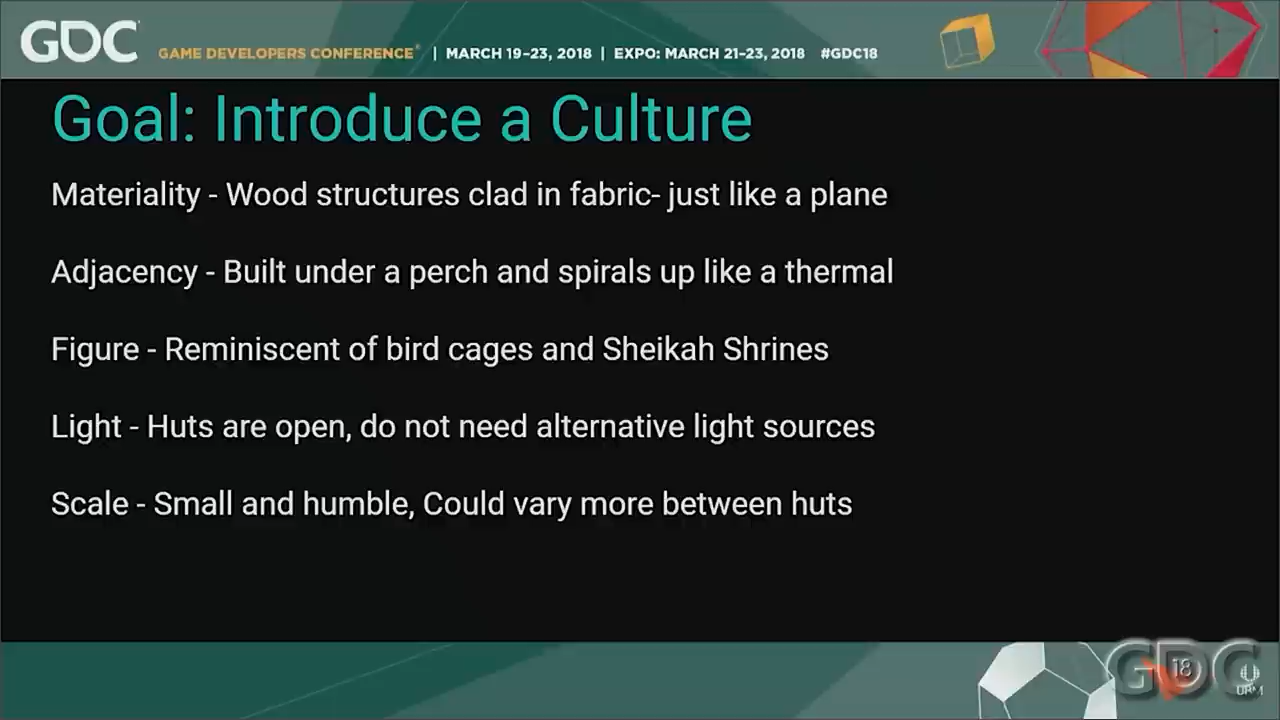 GDC GAME DEVELOPERS CONFERENCE® | MARCH 19–23, 2018 | EXPO: MARCH 21–23, 2018 #GDC18
Goal: Introduce a Culture
Materiality - Wood structures clad in fabric- just like a plane
Adjacency - Built under a perch and spirals up like a thermal
Figure - Reminiscent of bird cages and Sheikah Shrines
Light - Huts are open, do not need alternative light sources
Scale - Small and humble, Could vary more between huts
GDC 18 UBM